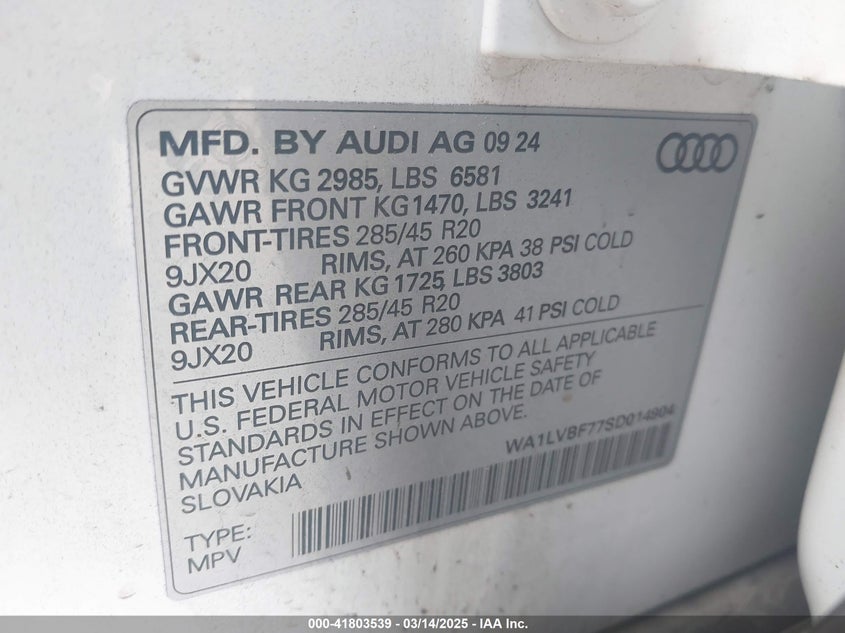 MFD. BY AUDI AG 09 24
GVWR KG 2985, LBS 6581
GAWR FRONT KG1470, LBS 3241
FRONT-TIRES 285/45 R20
9JX20 RIMS, AT 260 KPA 38 PSI COLD
GAWR REAR KG 1725, LBS 3803
REAR-TIRES 285/45 R20
9JX20 RIMS, AT 280 KPA 41 PSI COLD
THIS VEHICLE CONFORMS TO ALL APPLICABLE
U.S. FEDERAL MOTOR VEHICLE SAFETY
STANDARDS IN EFFECT ON THE DATE OF
MANUFACTURE SHOWN ABOVE.
WA1LVBF77SD014804
SLOVAKIA
TYPE:
MPV
000-41803539 - 03/14/2025 - IAA Inc.